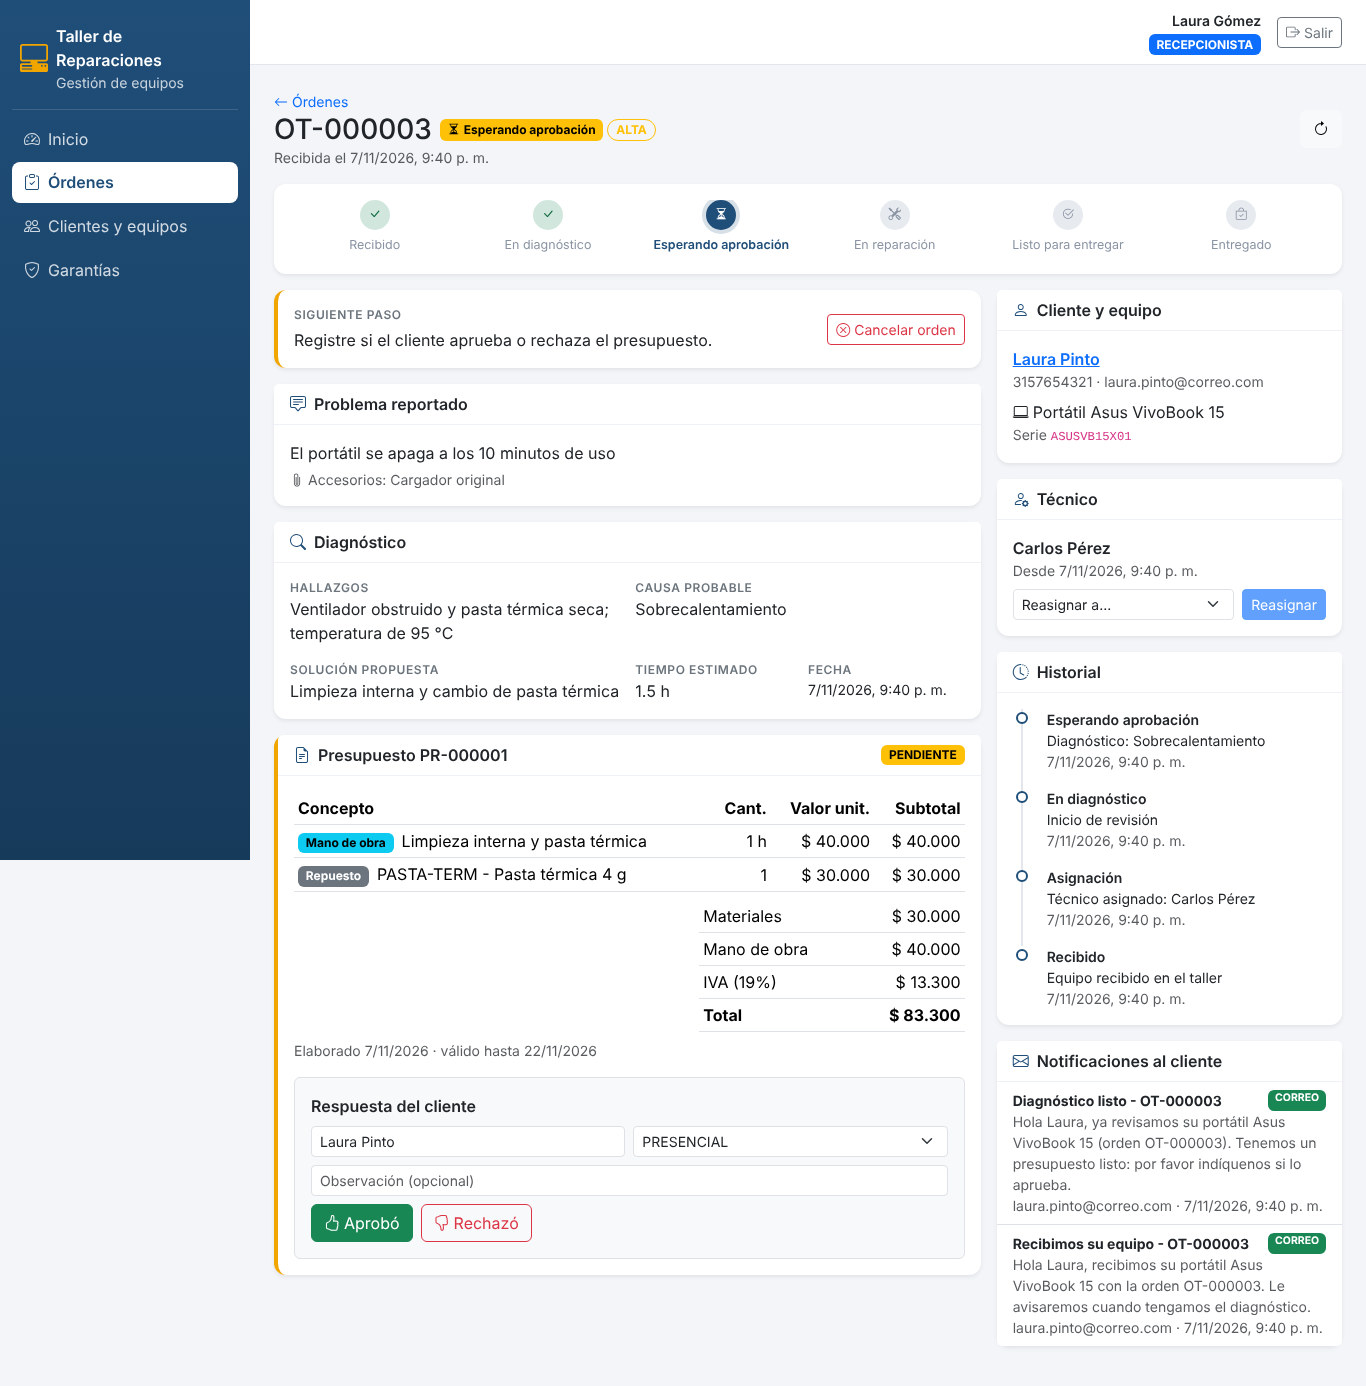 Taller de
Reparaciones
Gestión de equipos
Inicio
Órdenes
Clientes y equipos
Garantías
Laura Gómez
RECEPCIONISTA
Salir
← Órdenes
OT-000003 Esperando aprobación ALTA
Recibida el 7/11/2026, 9:40 p. m.
Recibido
En diagnóstico
Esperando aprobación
En reparación
Listo para entregar
Entregado
SIGUIENTE PASO
Registre si el cliente aprueba o rechaza el presupuesto.
Cancelar orden
Problema reportado
El portátil se apaga a los 10 minutos de uso
Accesorios: Cargador original
Diagnóstico
HALLAZGOS
Ventilador obstruido y pasta térmica seca;
temperatura de 95 °C
CAUSA PROBABLE
Sobrecalentamiento
SOLUCIÓN PROPUESTA
Limpieza interna y cambio de pasta térmica
TIEMPO ESTIMADO
1.5 h
FECHA
7/11/2026, 9:40 p. m.
Presupuesto PR-000001
PENDIENTE
Concepto Cant. Valor unit. Subtotal
Mano de obra Limpieza interna y pasta térmica 1 h $ 40.000 $ 40.000
Repuesto PASTA-TERM - Pasta térmica 4 g 1 $ 30.000 $ 30.000
Materiales $ 30.000
Mano de obra $ 40.000
IVA (19%) $ 13.300
Total $ 83.300
Elaborado 7/11/2026 · válido hasta 22/11/2026
Respuesta del cliente
Laura Pinto
PRESENCIAL
Observación (opcional)
Aprobó
Rechazó
Cliente y equipo
Laura Pinto
3157654321 · laura.pinto@correo.com
Portátil Asus VivoBook 15
Serie ASUSVB15X01
Técnico
Carlos Pérez
Desde 7/11/2026, 9:40 p. m.
Reasignar a...
Reasignar
Historial
Esperando aprobación
Diagnóstico: Sobrecalentamiento
7/11/2026, 9:40 p. m.
En diagnóstico
Inicio de revisión
7/11/2026, 9:40 p. m.
Asignación
Técnico asignado: Carlos Pérez
7/11/2026, 9:40 p. m.
Recibido
Equipo recibido en el taller
7/11/2026, 9:40 p. m.
Notificaciones al cliente
Diagnóstico listo - OT-000003
CORREO
Hola Laura, ya revisamos su portátil Asus
VivoBook 15 (orden OT-000003). Tenemos un
presupuesto listo: por favor indíquenos si lo
aprueba.
laura.pinto@correo.com · 7/11/2026, 9:40 p. m.
Recibimos su equipo - OT-000003
CORREO
Hola Laura, recibimos su portátil Asus
VivoBook 15 con la orden OT-000003. Le
avisaremos cuando tengamos el diagnóstico.
laura.pinto@correo.com · 7/11/2026, 9:40 p. m.